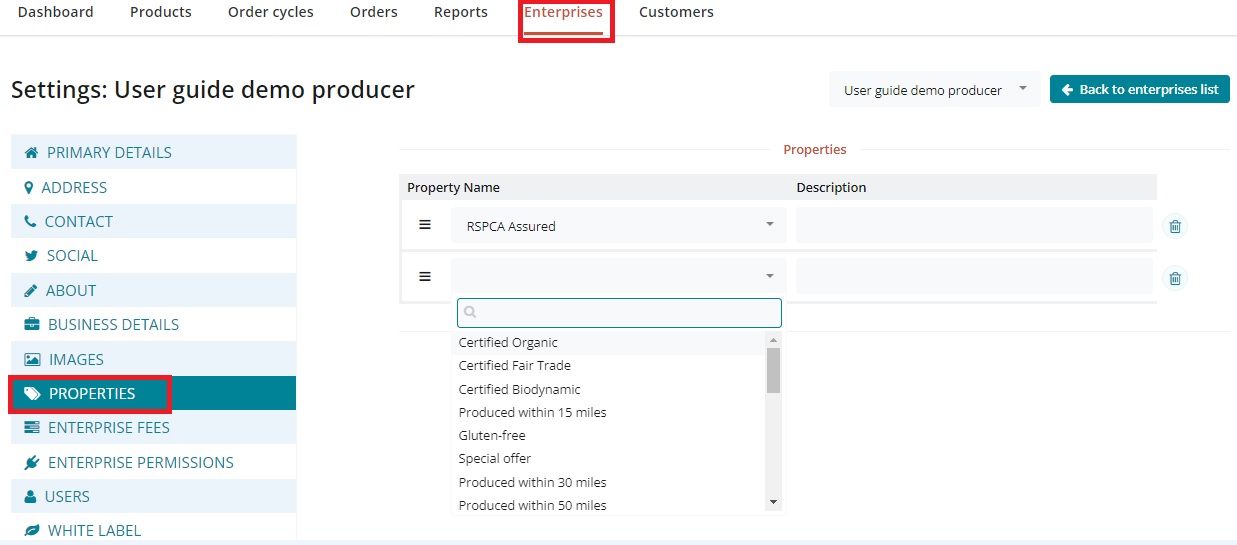 Dashboard Products Order cycles Orders Reports Enterprises Customers
Settings: User guide demo producer
User guide demo producer
Back to enterprises list
PRIMARY DETAILS
ADDRESS
CONTACT
SOCIAL
ABOUT
BUSINESS DETAILS
IMAGES
PROPERTIES
ENTERPRISE FEES
ENTERPRISE PERMISSIONS
USERS
WHITE LABEL
Properties
Property Name Description
RSPCA Assured
Certified Organic
Certified Fair Trade
Certified Biodynamic
Produced within 15 miles
Gluten-free
Special offer
Produced within 30 miles
Produced within 50 miles